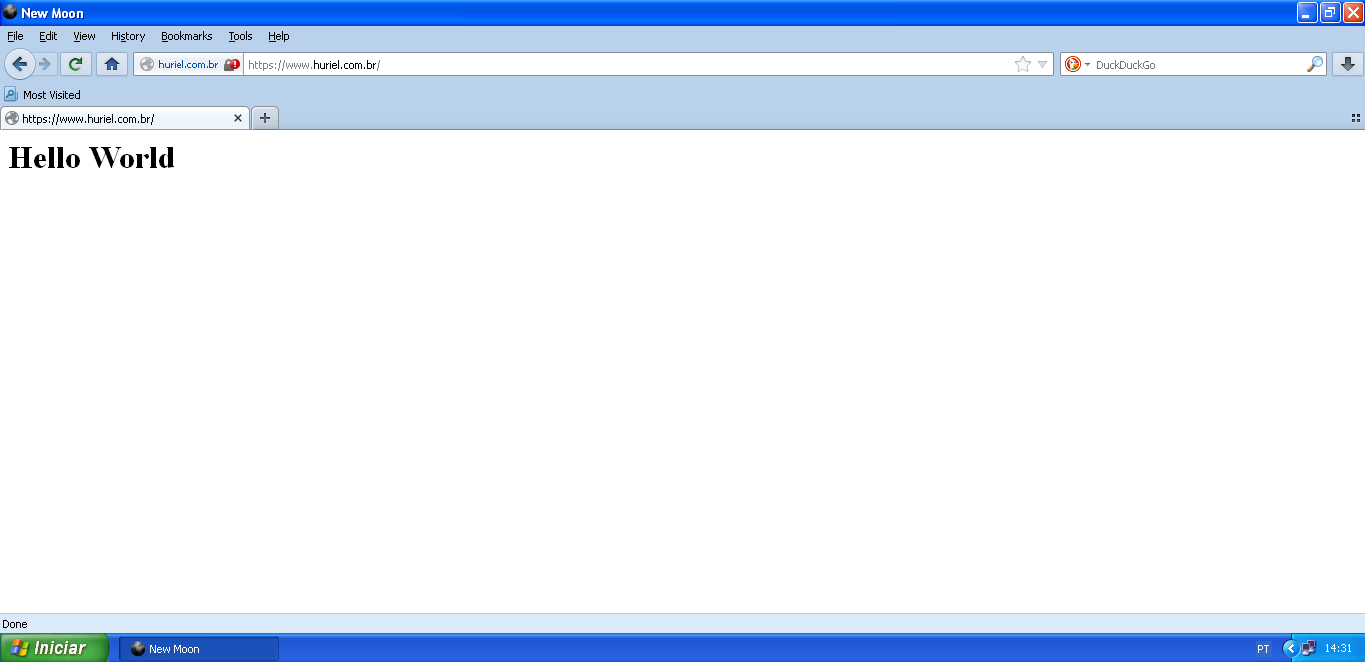 New Moon
File Edit View History Bookmarks Tools Help
huriel.com.br https://www.huriel.com.br/ DuckDuckGo
Most Visited
https://www.huriel.com.br/
Hello World
Done
Iniciar New Moon PT 14:31